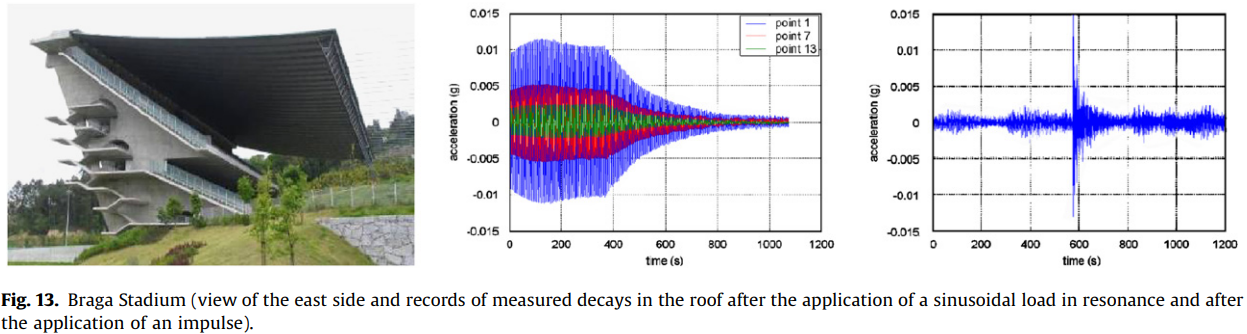 0.015
0.01
0.005
0
-0.005
-0.01
-0.015
acceleration (g)
point 1
point 7
point 13
0 200 400 600 800 1000 1200
time (s)
0.015
0.010
0.005
0
-0.005
-0.01
-0.015
acceleration (g)
0 200 400 600 800 1000 1200
time (s)
Fig. 13. Braga Stadium (view of the east side and records of measured decays in the roof after the application of a sinusoidal load in resonance and after
the application of an impulse).